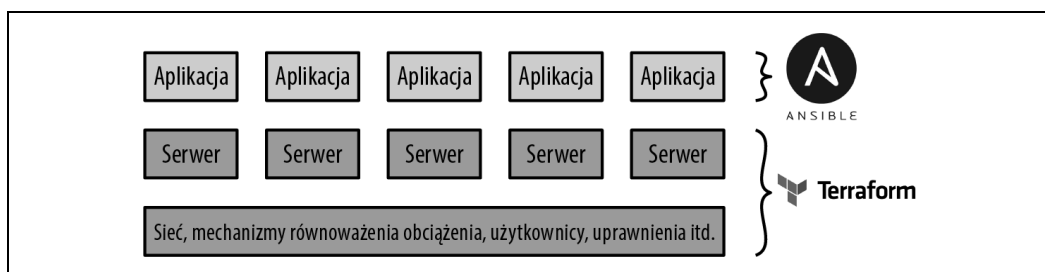 Aplikacja Aplikacja Aplikacja Aplikacja Aplikacja
ANSIBLE
Serwer Serwer Serwer Serwer Serwer
Terraform
Sieć, mechanizmy równoważenia obciążenia, użytkownicy, uprawnienia itd.